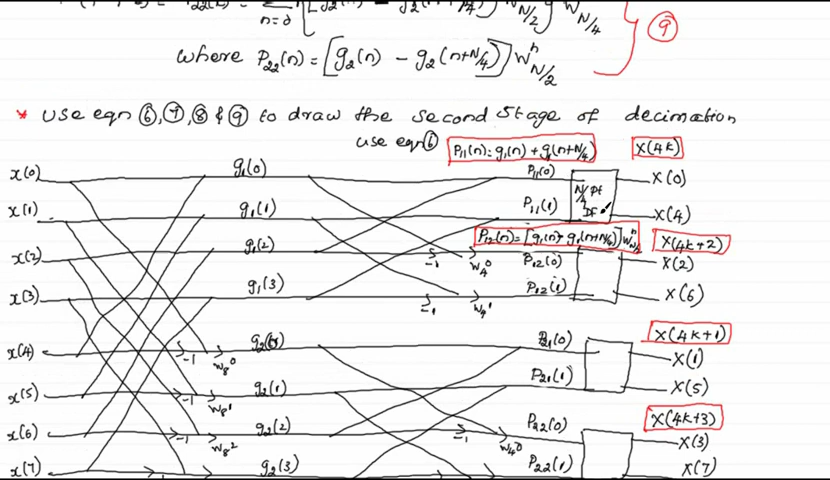 where P22(n) = [g2(n) - g2(n+N/4)] W^n_N/2
⑨
* use eqn ⑥,⑦,⑧ & ⑨ to draw the second stage of decimation
use eqn ⑥
P11(n) = g1(n) + g1(n+N/4)
X(4K)
x(0) g1(0) P11(0) N/4 pt DFT X(0)
x(1) g1(1) P11(1) X(4)
P12(n) = [g1(n) - g1(n+N/4)] W^n_N/2
X(4K+2)
x(2) g1(2) -1 W4^0 P12(0) X(2)
x(3) g1(3) -1 W4^1 P12(1) X(6)
X(4K+1)
x(4) -1 W8^0 g2(0) P21(0) X(1)
x(5) -1 W8^1 g2(1) P21(1) X(5)
X(4K+3)
x(6) -1 W8^2 g2(2) -1 W4^0 P22(0) X(3)
x(7) g2(3) P22(1) X(7)